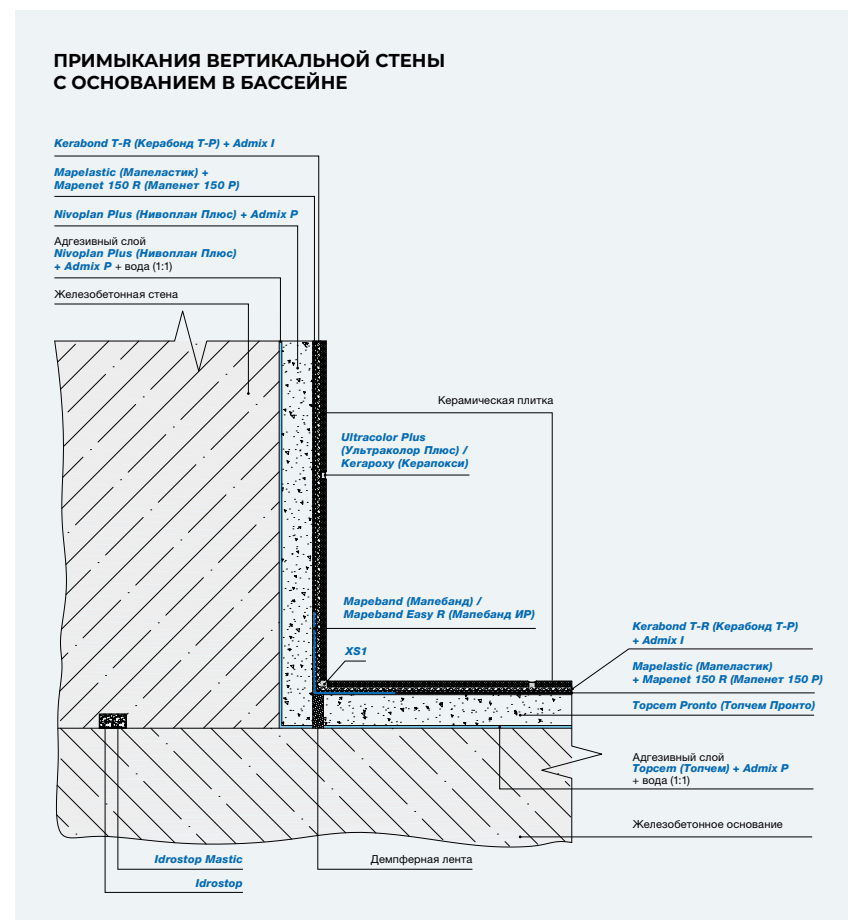 ПРИМЫКАНИЯ ВЕРТИКАЛЬНОЙ СТЕНЫ
С ОСНОВАНИЕМ В БАССЕЙНЕ
Kerabond T-R (Керабонд Т-Р) + Admix I
Mapelastic (Мапеластик) +
Mapenet 150 R (Мапенет 150 Р)
Nivoplan Plus (Нивоплан Плюс) + Admix P
Адгезивный слой
Nivoplan Plus (Нивоплан Плюс)
+ Admix P + вода (1:1)
Железобетонная стена
Керамическая плитка
Ultracolor Plus
(Ультраколор Плюс) /
Kerapoxy (Керапокси)
Mapeband (Мапебанд) /
Mapeband Easy R (Мапебанд ИР)
XS1
Kerabond T-R (Керабонд Т-Р)
+ Admix I
Mapelastic (Мапеластик)
+ Mapenet 150 R (Мапенет 150 Р)
Topcem Pronto (Топчем Пронто)
Адгезивный слой
Topcem (Топчем) + Admix P
+ вода (1:1)
Железобетонное основание
Idrostop Mastic
Idrostop
Демпферная лента